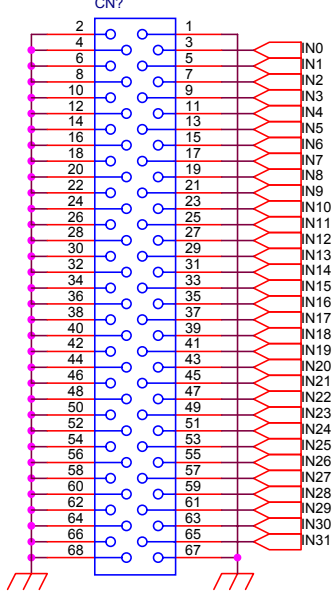 CN?
2 1
4 3 IN0
6 5 IN1
8 7 IN2
10 9 IN3
12 11 IN4
14 13 IN5
16 15 IN6
18 17 IN7
20 19 IN8
22 21 IN9
24 23 IN10
26 25 IN11
28 27 IN12
30 29 IN13
32 31 IN14
34 33 IN15
36 35 IN16
38 37 IN17
40 39 IN18
42 41 IN19
44 43 IN20
46 45 IN21
48 47 IN22
50 49 IN23
52 51 IN24
54 53 IN25
56 55 IN26
58 57 IN27
60 59 IN28
62 61 IN29
64 63 IN30
66 65 IN31
68 67